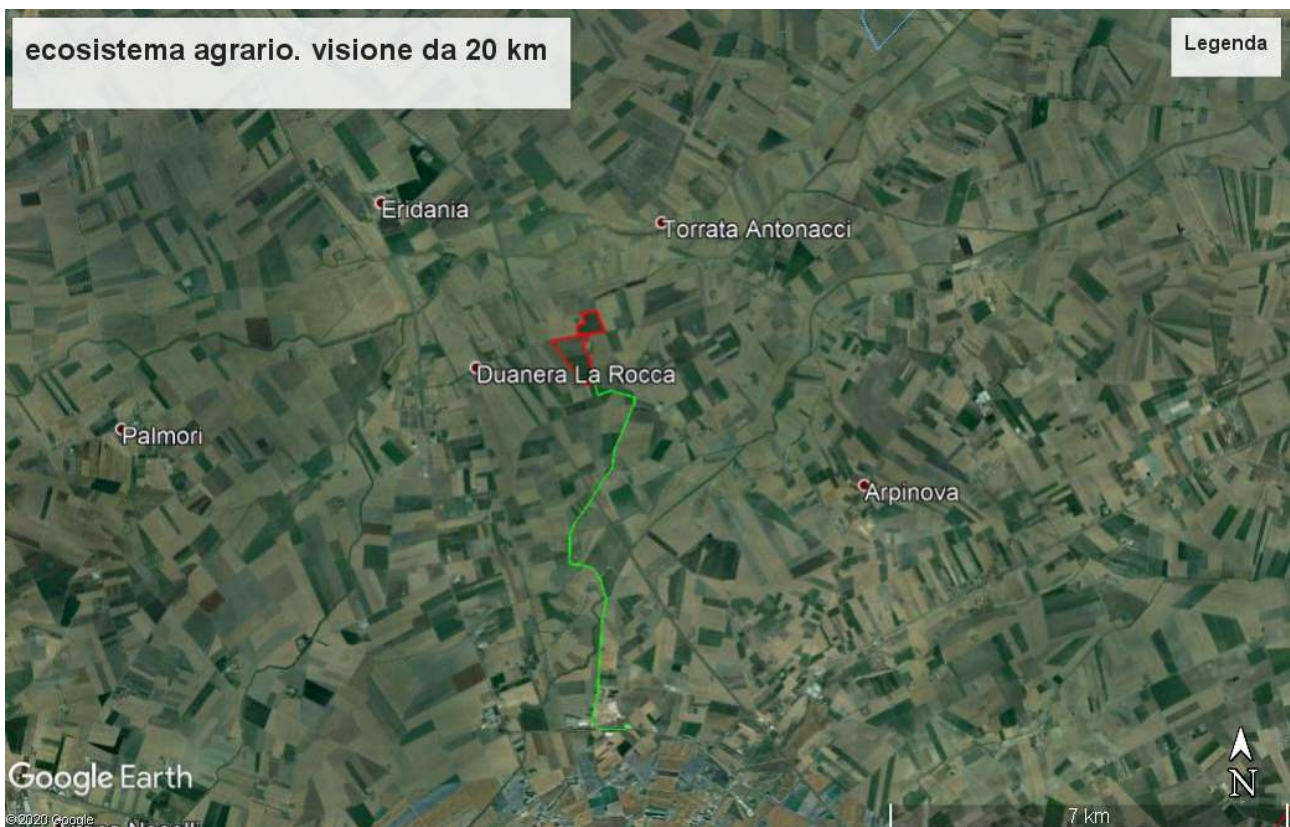 ecosistema agrario. visione da 20 km
Legenda
Eridania
Torrata Antonacci
Duanera La Rocca
Palmori
Arpinova
Google Earth
N
©2020 Google
7 km